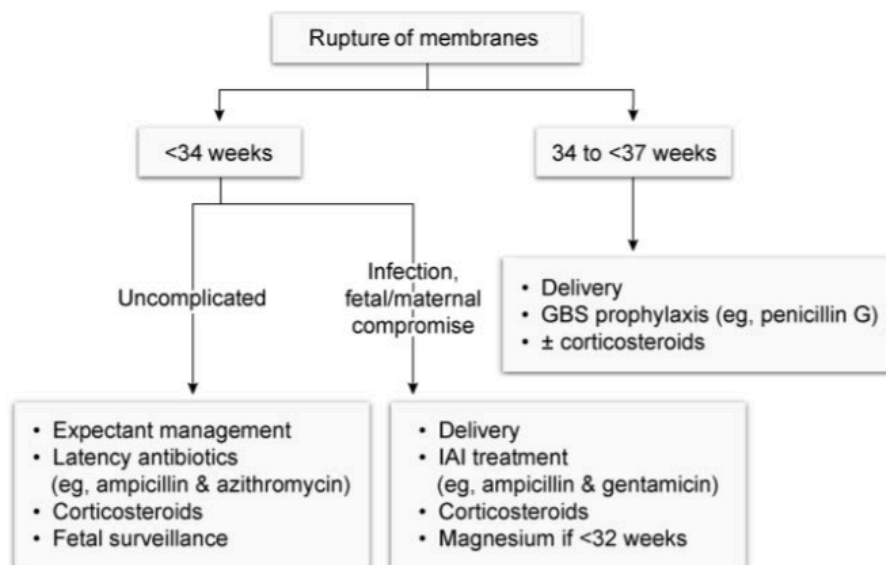 Rupture of membranes
<34 weeks
34 to <37 weeks
Uncomplicated
Infection,
fetal/maternal
compromise
• Delivery
• GBS prophylaxis (eg, penicillin G)
• ± corticosteroids
• Expectant management
• Latency antibiotics
(eg, ampicillin & azithromycin)
• Corticosteroids
• Fetal surveillance
• Delivery
• IAI treatment
(eg, ampicillin & gentamicin)
• Corticosteroids
• Magnesium if <32 weeks